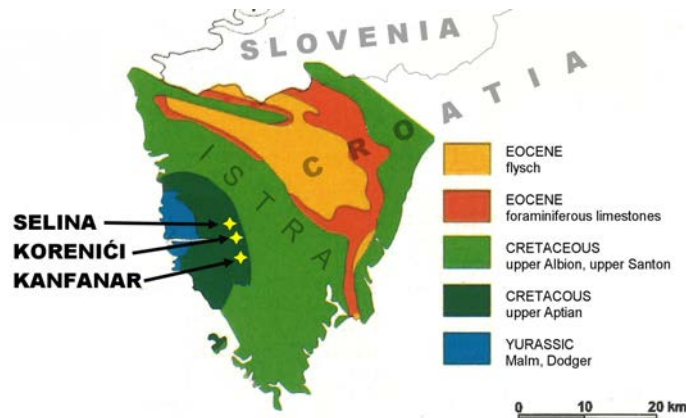 SLOVENIA
CROATIA
ISTRA
SELINA
KORENIĆI
KANFANAR
EOCENE
flysch
EOCENE
foraminiferous limestones
CRETACEOUS
upper Albion, upper Santon
CRETACOUS
upper Aptian
YURASSIC
Malm, Dodger
0 10 20 km